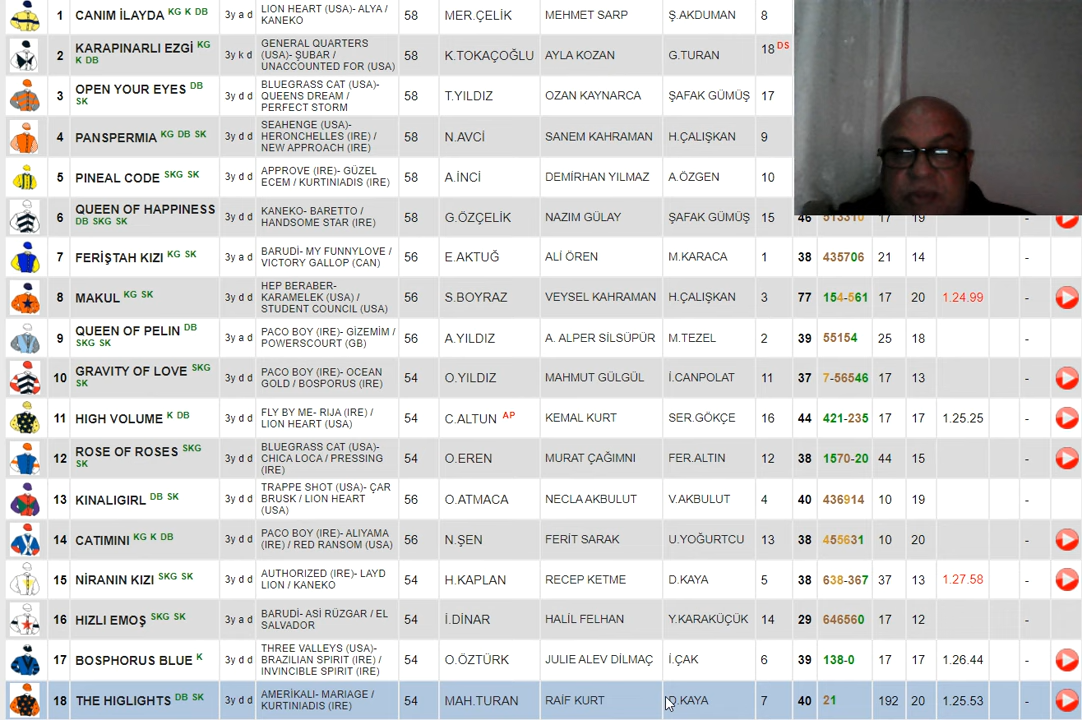 1 CANIM İLAYDA KG K DB 3y a d LION HEART (USA)- ALYA / KANEKO 58 MER.ÇELİK MEHMET SARP Ş.AKDUMAN 8
2 KARAPINARLI EZGİ KG K DB 3y k d GENERAL QUARTERS (USA)- ŞUBAR / UNACCOUNTED FOR (USA) 58 K.TOKAÇOĞLU AYLA KOZAN G.TURAN 18 DS
3 OPEN YOUR EYES DB SK 3y d d BLUEGRASS CAT (USA)- QUEENS DREAM / PERFECT STORM 58 T.YILDIZ OZAN KAYNARCA ŞAFAK GÜMÜŞ 17
4 PANSPERMIA KG DB SK 3y d d SEAHENGE (USA)- HERONCHELLES (IRE) / NEW APPROACH (IRE) 58 N.AVCİ SANEM KAHRAMAN H.ÇALIŞKAN 9
5 PINEAL CODE SKG SK 3y d d APPROVE (IRE)- GÜZEL ECEM / KURTINIADIS (IRE) 58 A.İNCİ DEMİRHAN YILMAZ A.ÖZGEN 10
6 QUEEN OF HAPPINESS DB SKG SK 3y d d KANEKO- BARETTO / HANDSOME STAR (IRE) 58 G.ÖZÇELİK NAZIM GÜLAY ŞAFAK GÜMÜŞ 15 46 513310 17 19 -
7 FERİŞTAH KIZI KG SK 3y a d BARUDİ- MY FUNNYLOVE / VICTORY GALLOP (CAN) 56 E.AKTUĞ ALİ ÖREN M.KARACA 1 38 435706 21 14 -
8 MAKUL KG SK 3y d d HEP BERABER- KARAMELEK (USA) / STUDENT COUNCIL (USA) 56 S.BOYRAZ VEYSEL KAHRAMAN H.ÇALIŞKAN 3 77 154-561 17 20 1.24.99 -
9 QUEEN OF PELIN DB SKG SK 3y a d PACO BOY (IRE)- GİZEMİM / POWERSCOURT (GB) 56 A.YILDIZ A. ALPER SİLSÜPÜR M.TEZEL 2 39 55154 25 18 -
10 GRAVITY OF LOVE SKG SK 3y d d PACO BOY (IRE)- OCEAN GOLD / BOSPORUS (IRE) 54 O.YILDIZ MAHMUT GÜLGÜL İ.CANPOLAT 11 37 7-56546 17 13 -
11 HIGH VOLUME K DB 3y d d FLY BY ME- RIJA (IRE) / LION HEART (USA) 54 C.ALTUN AP KEMAL KURT SER.GÖKÇE 16 44 421-235 17 17 1.25.25 -
12 ROSE OF ROSES SKG SK 3y d d BLUEGRASS CAT (USA)- CHICA LOCA / PRESSING (IRE) 54 O.EREN MURAT ÇAĞIMNI FER.ALTIN 12 38 1570-20 44 15 -
13 KINALIGIRL DB SK 3y d d TRAPPE SHOT (USA)- ÇAR BRUSK / LION HEART (USA) 56 O.ATMACA NECLA AKBULUT V.AKBULUT 4 40 436914 10 19 -
14 CATIMINI KG K DB 3y d d PACO BOY (IRE)- ALIYAMA (IRE) / RED RANSOM (USA) 56 N.ŞEN FERİT SARAK U.YOĞURTCU 13 38 455631 10 20 -
15 NİRANIN KIZI SKG SK 3y d d AUTHORIZED (IRE)- LAYD LION / KANEKO 54 H.KAPLAN RECEP KETME D.KAYA 5 38 638-367 37 13 1.27.58 -
16 HIZLI EMOŞ SKG SK 3y a d BARUDİ- ASİ RÜZGAR / EL SALVADOR 54 İ.DİNAR HALİL FELHAN Y.KARAKÜÇÜK 14 29 646560 17 12 -
17 BOSPHORUS BLUE K 3y d d THREE VALLEYS (USA)- BRAZILIAN SPIRIT (IRE) / INVINCIBLE SPIRIT (IRE) 54 O.ÖZTÜRK JULIE ALEV DİLMAÇ İ.ÇAK 6 39 138-0 17 17 1.26.44 -
18 THE HIGLIGHTS DB SK 3y d d AMERİKALI- MARIAGE / KURTINIADIS (IRE) 54 MAH.TURAN RAİF KURT D.KAYA 7 40 21 192 20 1.25.53 -